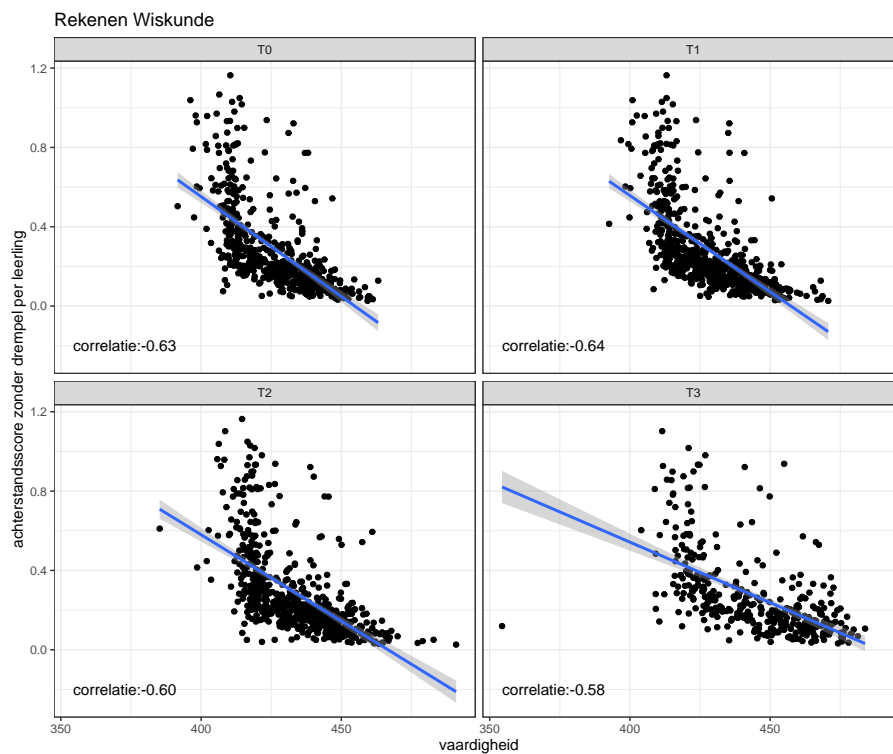 Rekenen Wiskunde
T0
T1
1.2
0.8
0.4
0.0
correlatie:-0.63
correlatie:-0.64
T2
T3
1.2
0.8
0.4
0.0
correlatie:-0.60
correlatie:-0.58
350
400
450
350
400
450
vaardigheid
achterstandsscore zonder drempel per leerling